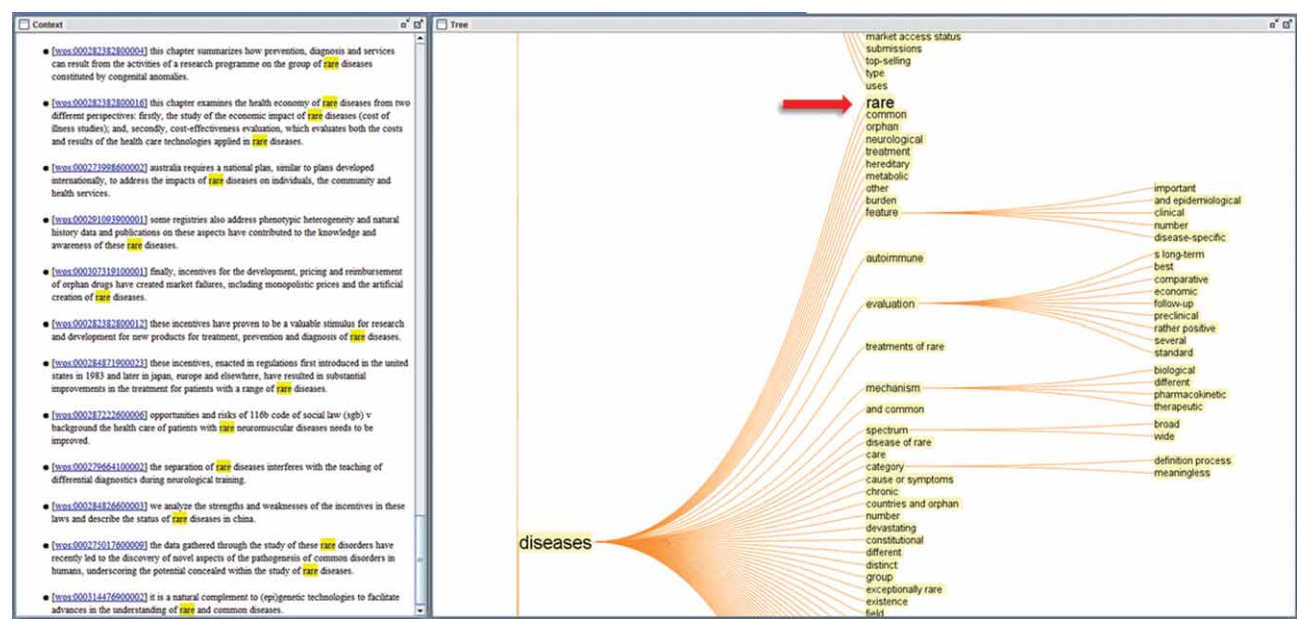 Context
[wos:000282382800004] this chapter summarizes how prevention, diagnosis and services
can result from the activities of a research programme on the group of rare diseases
constituted by congenital anomalies.
[wos:000282382800016] this chapter examines the health economy of rare diseases from two
different perspectives: firstly, the study of the economic impact of rare diseases (cost of
illness studies); and, secondly, cost-effectiveness evaluation, which evaluates both the costs
and results of the health care technologies applied in rare diseases.
[wos:000273998600002] australia requires a national plan, similar to plans developed
internationally, to address the impacts of rare diseases on individuals, the community and
health services.
[wos:000291093900001] some registries also address phenotypic heterogeneity and natural
history data and publications on these aspects have contributed to the knowledge and
awareness of these rare diseases.
[wos:000307319100001] finally, incentives for the development, pricing and reimbursement
of orphan drugs have created market failures, including monopolistic prices and the artificial
creation of rare diseases.
[wos:000282382800012] these incentives have proven to be a valuable stimulus for research
and development for new products for treatment, prevention and diagnosis of rare diseases.
[wos:000284871900023] these incentives, enacted in regulations first introduced in the united
states in 1983 and later in japan, europe and elsewhere, have resulted in substantial
improvements in the treatment for patients with a range of rare diseases.
[wos:000287222600006] opportunities and risks of 116b code of social law (sgb) v
background the health care of patients with rare neuromuscular diseases needs to be
improved.
[wos:000279664100002] the separation of rare diseases interferes with the teaching of
differential diagnostics during neurological training.
[wos:000284826600003] we analyze the strengths and weaknesses of the incentives in these
laws and describe the status of rare diseases in china.
[wos:000275017600009] the data gathered through the study of these rare disorders have
recently led to the discovery of novel aspects of the pathogenesis of common disorders in
humans, underscoring the potential concealed within the study of rare diseases.
[wos:000314476900002] it is a natural complement to (epi)genetic technologies to facilitate
advances in the understanding of rare and common diseases.
Tree
diseases
market access status
submissions
top-selling
type
uses
rare
common
orphan
neurological
treatment
hereditary
metabolic
other
burden
feature
autoimmune
evaluation
treatments of rare
mechanism
and common
spectrum
disease of rare
care
category
cause or symptoms
chronic
countries and orphan
number
devastating
constitutional
different
distinct
group
exceptionally rare
existence
field
important
and epidemiological
clinical
number
disease-specific
s long-term
best
comparative
economic
follow-up
preclinical
rather positive
several
standard
biological
different
pharmacokinetic
therapeutic
broad
wide
definition process
meaningless